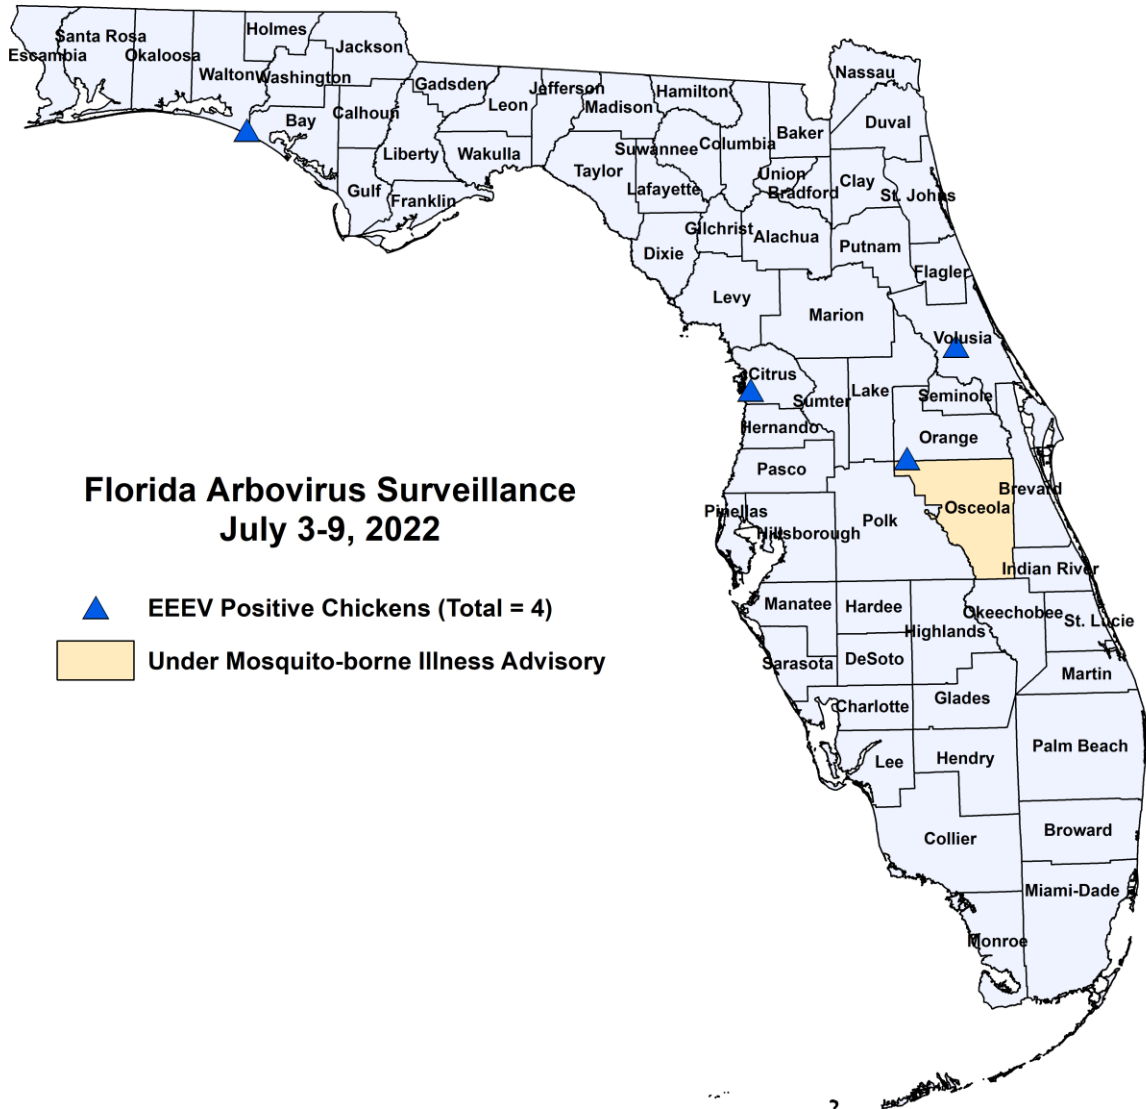 Holmes
Santa Rosa
Jackson
Escambia
Okaloosa
Walton
Washington
Gadsden
Jefferson
Hamilton
Nassau
Leon
Madison
Calhoun
Bay
Duval
Baker
Columbia
Suwannee
Liberty
Wakulla
Taylor
Union
Clay
Lafayette
Bradford
St. Johns
Gulf
Franklin
Gilchrist
Alachua
Putnam
Dixie
Flagler
Levy
Marion
Volusia
Citrus
Lake
Sumter
Seminole
Hernando
Orange
Pasco
Brevard
Osceola
Pinellas
Polk
Hillsborough
Florida Arbovirus Surveillance
July 3-9, 2022
Indian River
EEEV Positive Chickens (Total = 4)
Manatee
Hardee
Okeechobee
St. Lucie
Highlands
Under Mosquito-borne Illness Advisory
Sarasota
DeSoto
Martin
Glades
Charlotte
Palm Beach
Hendry
Lee
Broward
Collier
Miami-Dade
Monroe